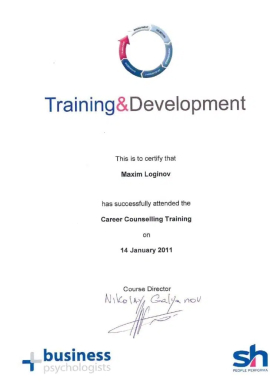 Training&Development
This is to certify that
Maxim Loginov
has successfully attended the
Career Counselling Training
on
14 January 2011
Course Director
Nikolay Galyanov
business
psychologists
sh
PEOPLE PERFORMANCE